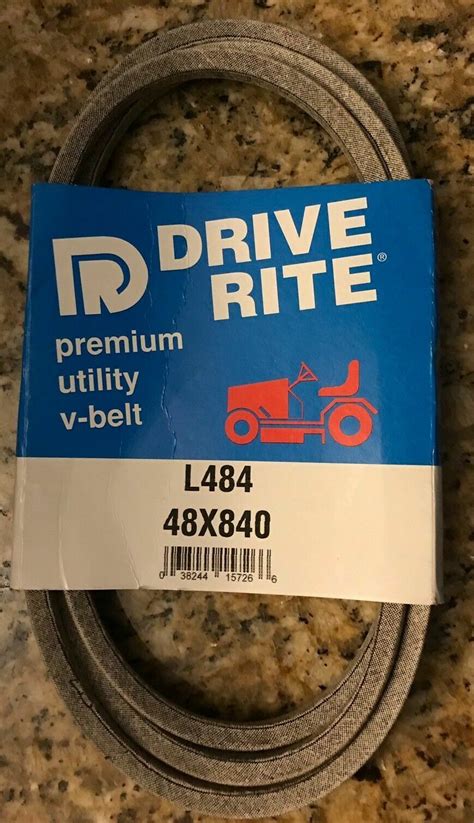 DRIVE
RITE®
premium
utility
v-belt
L484
48X840
0 38244 15726 6